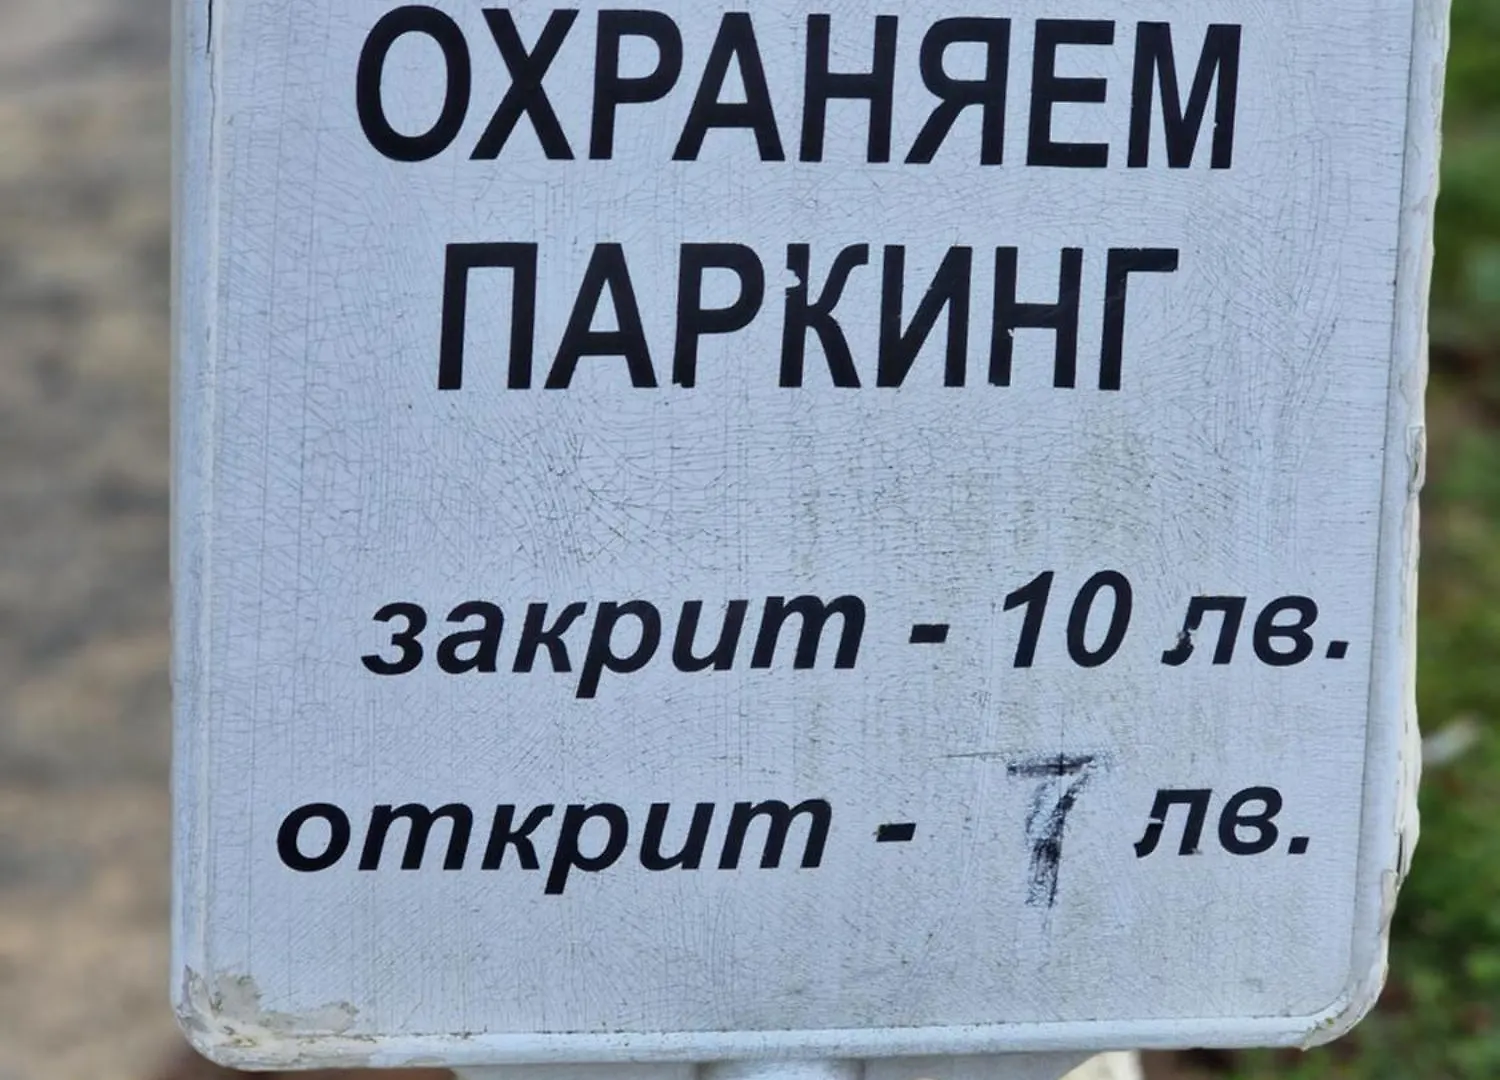 ОХРАНЯЕМ
ПАРКИНГ
закрит - 10 лв.
открит - 7 лв.